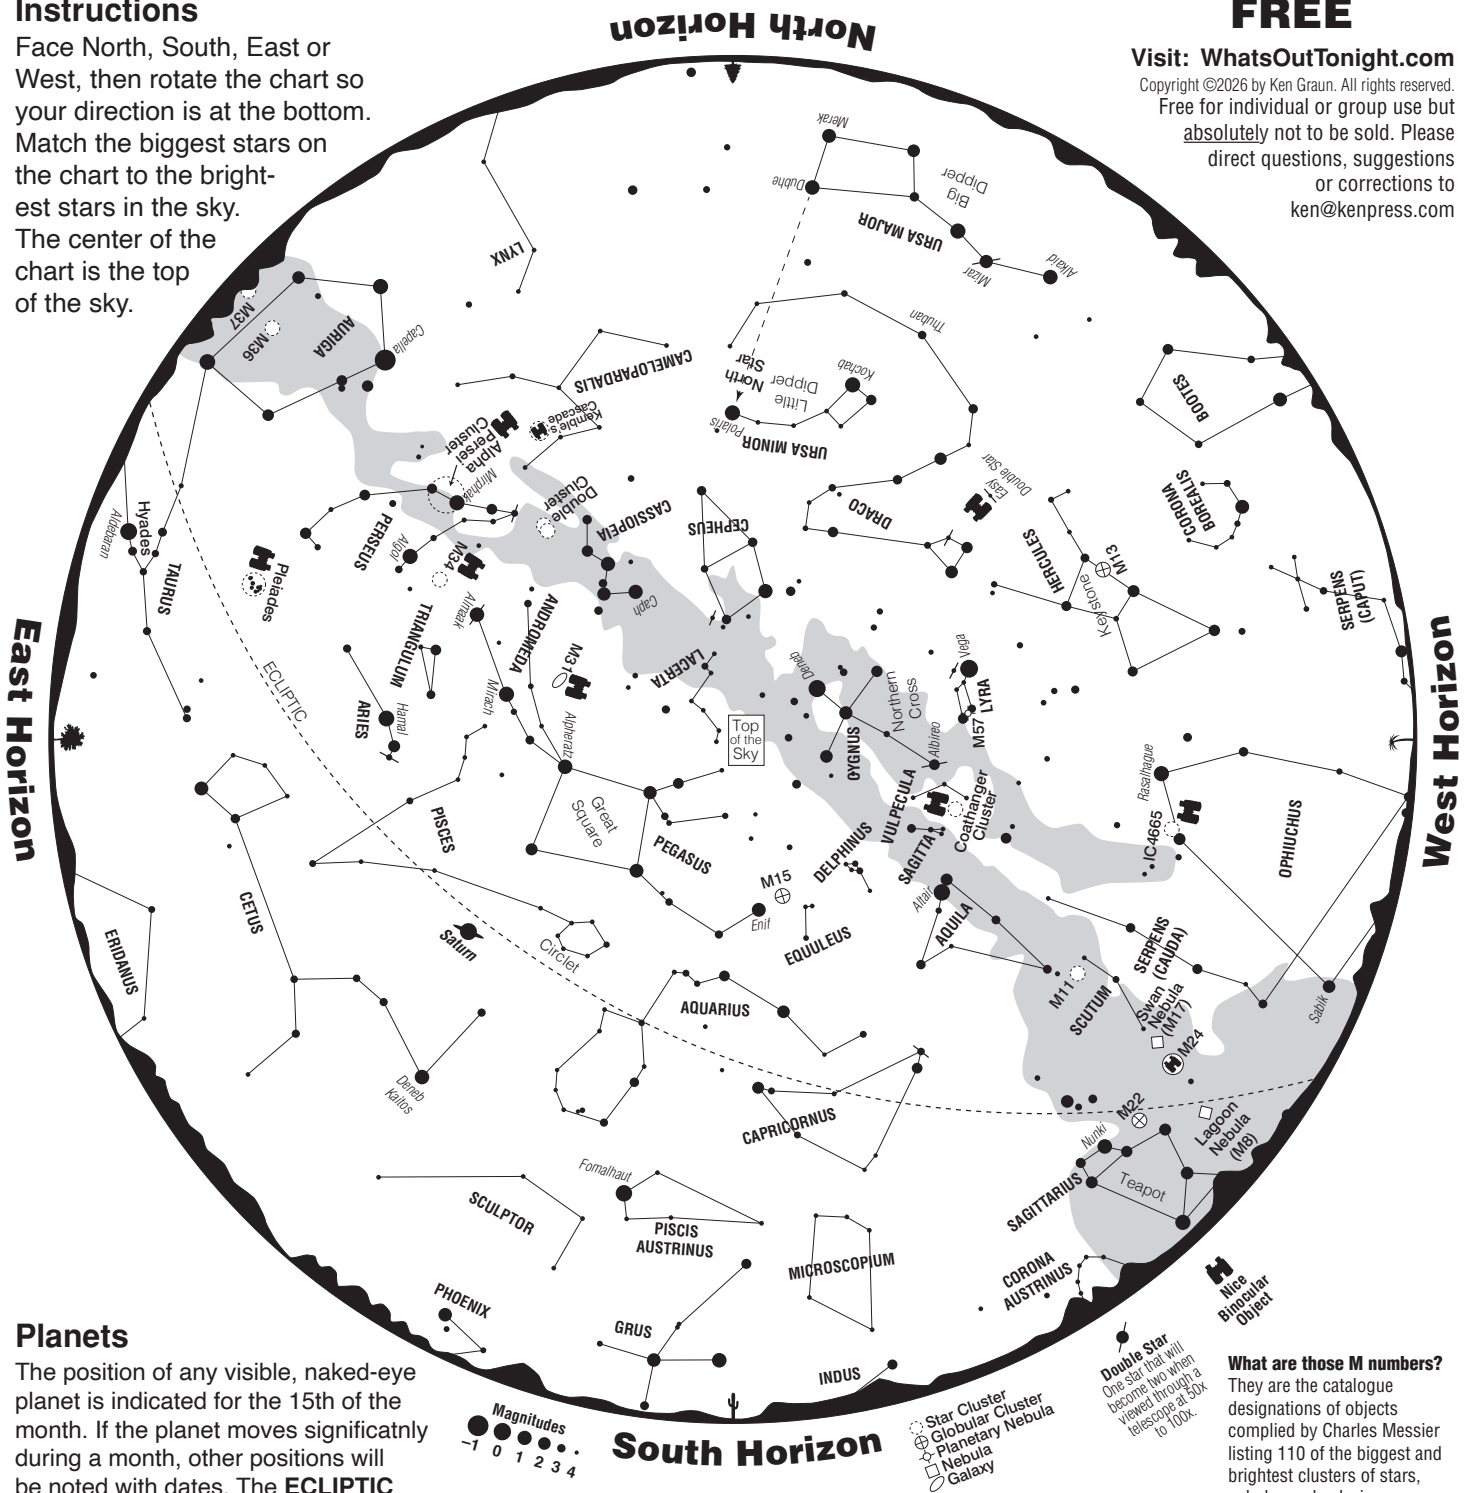 Instructions
Face North, South, East or
West, then rotate the chart so
your direction is at the bottom.
Match the biggest stars on
the chart to the bright-
est stars in the sky.
The center of the
chart is the top
of the sky.
North Horizon
FREE
Visit: WhatsOutTonight.com
Copyright ©2026 by Ken Graun. All rights reserved.
Free for individual or group use but
absolutely not to be sold. Please
direct questions, suggestions
or corrections to
ken@kenpress.com
Merak
Dubhe
Big
Dipper
URSA MAJOR
Mizar
Alkaid
LYNX
M37
M36
AURIGA
Capella
CAMELOPARDALIS
Thuban
North
Star
Little
Dipper
Kochab
Polaris
URSA MINOR
BOOTES
Kemble's
Cascade
Alpha
Persei
Cluster
Mirphak
Double
Cluster
CASSIOPEIA
CEPHEUS
DRACO
Easy
Double Star
CORONA
BOREALIS
Aldebaran
Hyades
TAURUS
Pleiades
PERSEUS
Algol
M34
TRIANGULUM
Almaak
ANDROMEDA
Caph
HERCULES
M13
Keystone
SERPENS
(CAPUT)
East Horizon
West Horizon
ECLIPTIC
ARIES
Hamal
Mirach
M31
Alpheratz
LACERTA
Deneb
Northern
Cross
Vega
LYRA
M57
Albireo
CYGNUS
Top
of the
Sky
Rasalhague
IC4665
OPHIUCHUS
PISCES
Great
Square
PEGASUS
VULPECULA
Coathanger
Cluster
SAGITTA
DELPHINUS
M15
Enif
EQUULEUS
Altair
AQUILA
CETUS
ERIDANUS
Saturn
Circlet
AQUARIUS
M11
SCUTUM
SERPENS
(CAUDA)
Swan
Nebula
(M17)
M24
Sabik
Deneb
Kaitos
CAPRICORNUS
M22
Nunki
Lagoon
Nebula
(M8)
SAGITTARIUS
Teapot
Fomalhaut
SCULPTOR
PISCIS
AUSTRINUS
MICROSCOPIUM
CORONA
AUSTRINUS
PHOENIX
GRUS
INDUS
Nice
Binocular
Object
Planets
The position of any visible, naked-eye
planet is indicated for the 15th of the
month. If the planet moves significatnly
during a month, other positions will
be noted with dates. The ECLIPTIC
Magnitudes
–1 0 1 2 3 4
South Horizon
Star Cluster
Globular Cluster
Planetary Nebula
Nebula
Galaxy
Double Star
One star that will
become two when
viewed through a
telescope at 50x
to 100x.
What are those M numbers?
They are the catalogue
designations of objects
complied by Charles Messier
listing 110 of the biggest and
brightest clusters of stars,